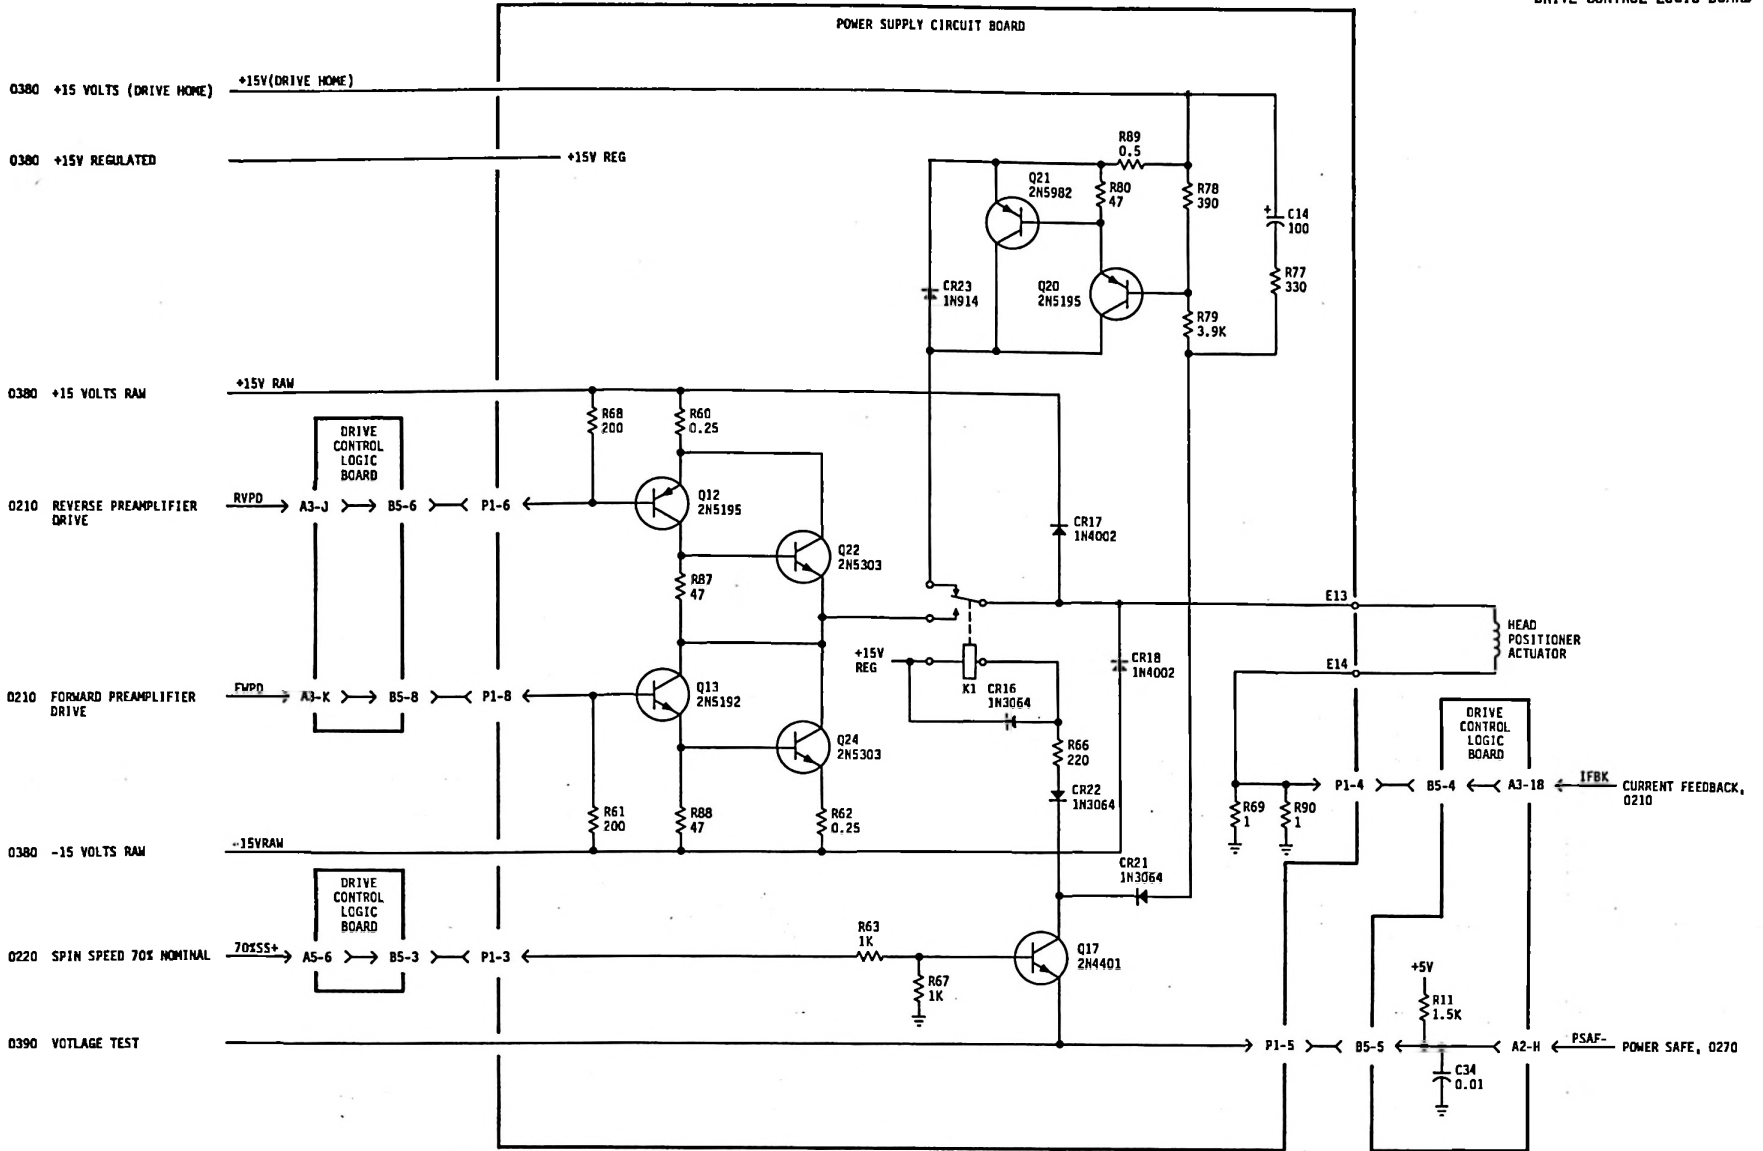 DRIVE CONTROL LOGIC BOARD
POWER SUPPLY CIRCUIT BOARD
0380 +15 VOLTS (DRIVE HOME)
+15V(DRIVE HOME)
0380 +15V REGULATED
+15V REG
R89
0.5
Q21
2N5982
R80
47
R78
390
C14
100
+
R77
330
CR23
1N914
Q20
2N5195
R79
3.9K
0380 +15 VOLTS RAW
+15V RAW
R68
200
R60
0.25
DRIVE
CONTROL
LOGIC
BOARD
0210 REVERSE PREAMPLIFIER
DRIVE
RVPD
A3-J
B5-6
P1-6
Q12
2N5195
Q22
2N5303
CR17
1N4002
R87
47
E13
HEAD
POSITIONER
ACTUATOR
E14
+15V
REG
K1
CR16
1N3064
CR18
1N4002
0210 FORWARD PREAMPLIFIER
DRIVE
FWPD
A3-K
B5-8
P1-8
Q13
2N5192
Q24
2N5303
R66
220
CR22
1N3064
DRIVE
CONTROL
LOGIC
BOARD
R69
1
R90
1
P1-4
B5-4
A3-18
IFBK
CURRENT FEEDBACK,
0210
R61
200
R88
47
R62
0.25
0380 -15 VOLTS RAW
-15VRAW
CR21
1N3064
DRIVE
CONTROL
LOGIC
BOARD
0220 SPIN SPEED 70% NOMINAL
70%SS+
A5-6
B5-3
P1-3
R63
1K
R67
1K
Q17
2N4401
+5V
R11
1.5K
0390 VOTLAGE TEST
P1-5
B5-5
A2-H
PSAF-
POWER SAFE, 0270
C34
0.01